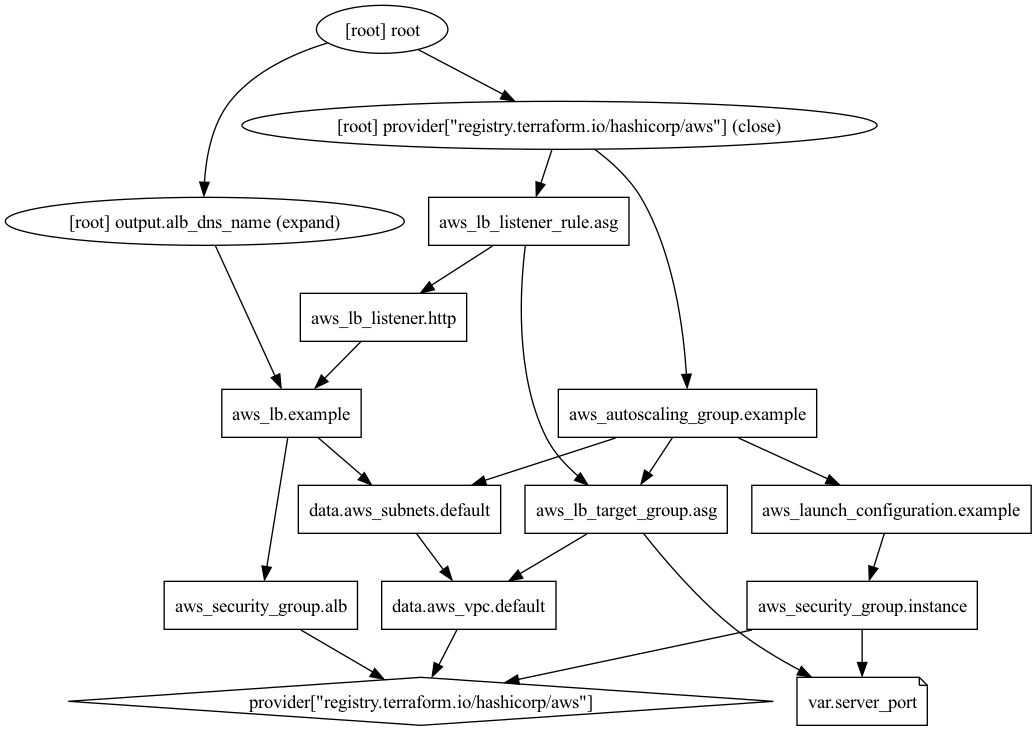 [root] root
[root] provider["registry.terraform.io/hashicorp/aws"] (close)
[root] output.alb_dns_name (expand)
aws_lb_listener_rule.asg
aws_lb_listener.http
aws_lb.example
aws_autoscaling_group.example
data.aws_subnets.default
aws_lb_target_group.asg
aws_launch_configuration.example
aws_security_group.alb
data.aws_vpc.default
aws_security_group.instance
provider["registry.terraform.io/hashicorp/aws"]
var.server_port